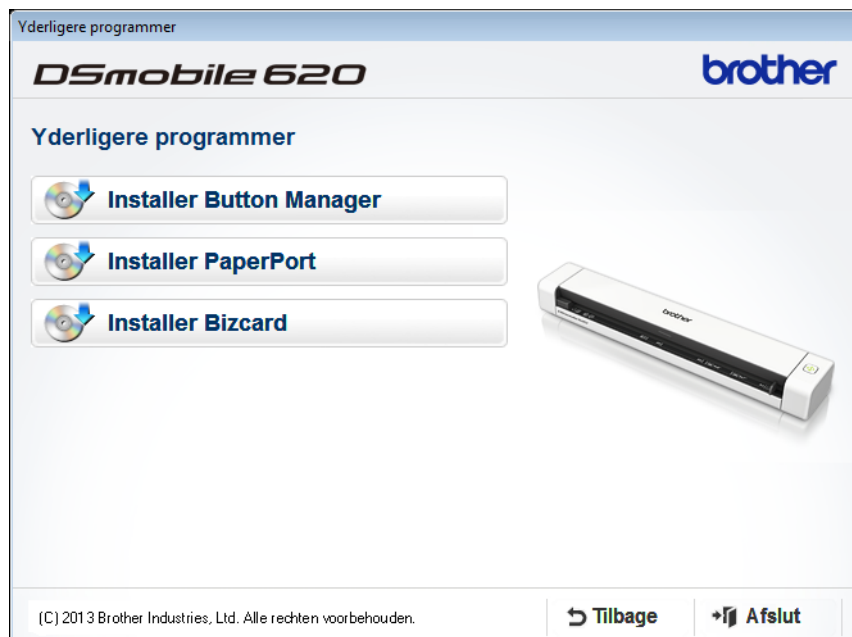 Yderligere programmer
DSmobile 620
brother
Yderligere programmer
Installer Button Manager
Installer PaperPort
Installer Bizcard
brother
(C) 2013 Brother Industries, Ltd. Alle rechten voorbehouden.
Tilbage
Afslut